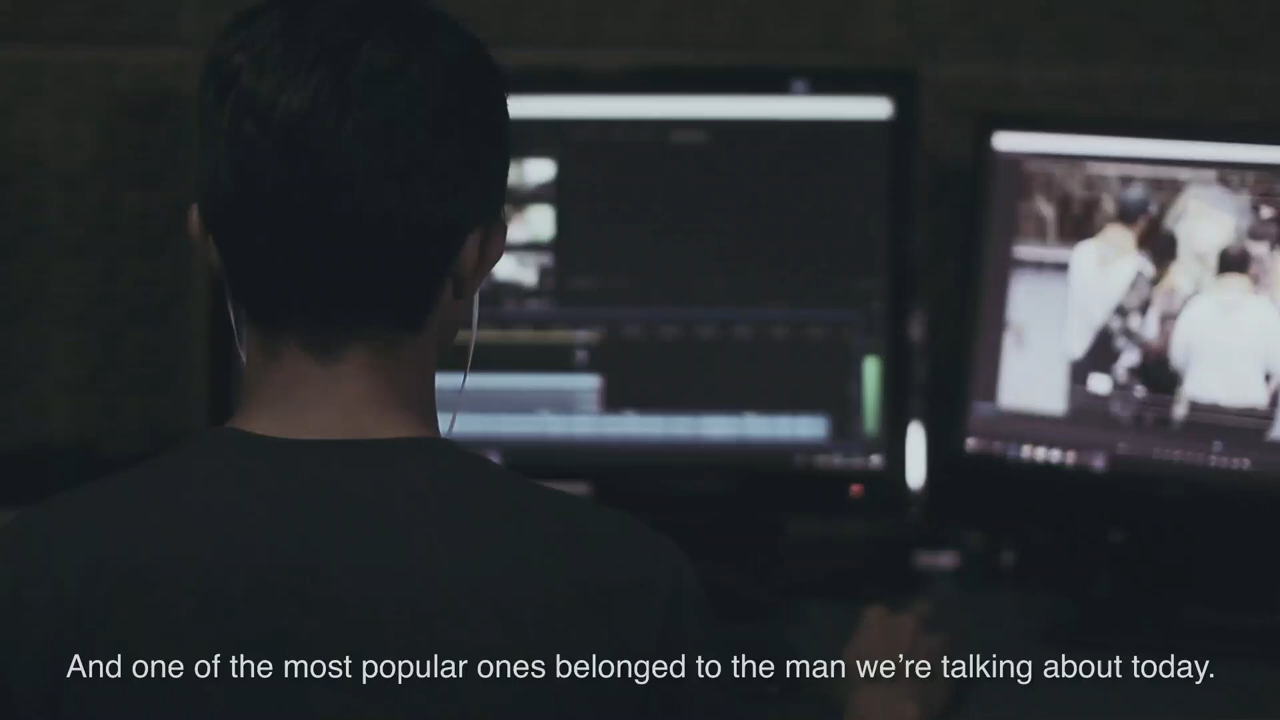 And one of the most popular ones belonged to the man we’re talking about today.